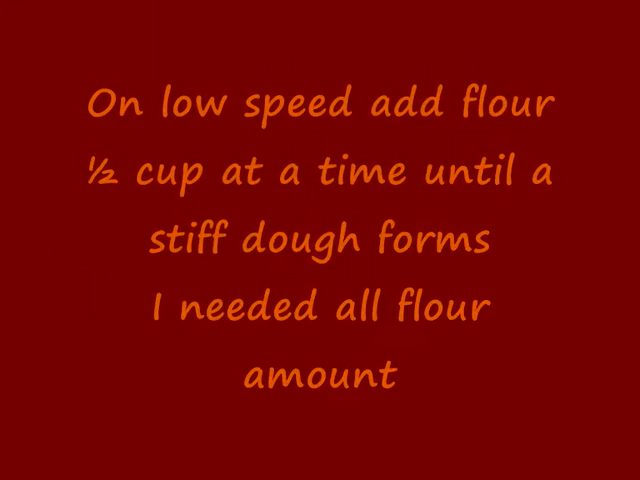 On low speed add flour
½ cup at a time until a
stiff dough forms
I needed all flour
amount